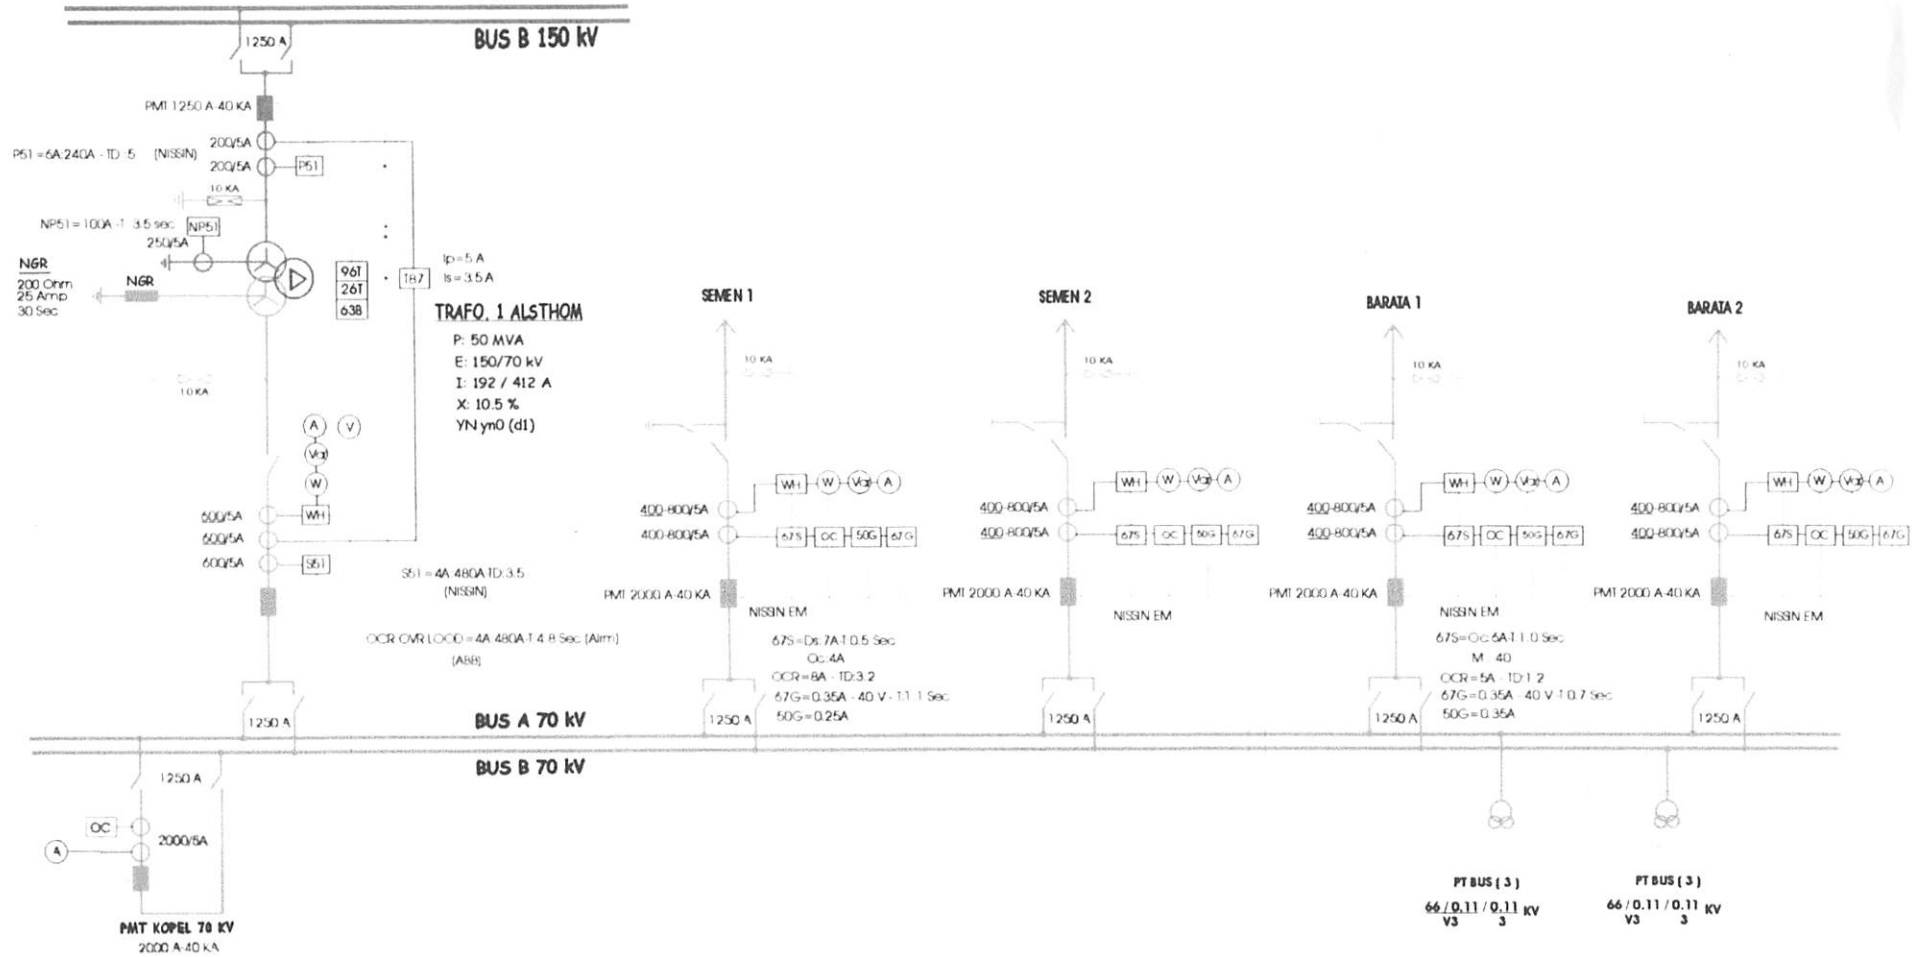 BUS B 150 kV
1250 A
PMT 1250 A-40 KA
200/5A
P51 =6A:240A - TD :5 (NISSIN)
200/5A
P51
10 KA
NP51=100A -T :3.5 sec
NP51
250/5A
NGR
200 Ohm
25 Amp
30 Sec
NGR
96T
26T
63B
T87
Ip=5 A
Is=3.5 A
TRAFO. 1 ALSTHOM
P: 50 MVA
E: 150/70 kV
I: 192 / 412 A
X: 10.5 %
YN yn0 (d1)
10 KA
A
V
Var
W
600/5A
WH
600/5A
600/5A
S51
S51=4A:480A-TD:3.5
(NISSIN)
OCR OVR LOOD=4A:480A-T:4.8 Sec (Alrm)
(ABB)
1250 A
SEMEN 1
10 KA
WH
W
Var
A
400-800/5A
400-800/5A
67S
OC
50G
67G
PMT 2000 A-40 KA
NISSIN EM
67S=Ds:7A-T:0.5 Sec
Oc:4A
OCR=8A - TD:3.2
67G=0.35A - 40 V - T:1.1 Sec
50G=0.25A
1250 A
SEMEN 2
10 KA
WH
W
Var
A
400-800/5A
400-800/5A
67S
OC
50G
67G
PMT 2000 A-40 KA
NISSIN EM
1250 A
BARATA 1
10 KA
WH
W
Var
A
400-800/5A
400-800/5A
67S
OC
50G
67G
PMT 2000 A-40 KA
NISSIN EM
67S=Oc:6A-T:1.0 Sec
M : 40
OCR=5A - TD:1.2
67G=0.35A - 40 V-T:0.7 Sec
50G=0.35A
1250 A
BARATA 2
10 KA
WH
W
Var
A
400-800/5A
400-800/5A
67S
OC
50G
67G
PMT 2000 A-40 KA
NISSIN EM
1250 A
BUS A 70 kV
BUS B 70 kV
1250 A
OC
2000/5A
A
PMT KOPEL 70 KV
2000 A-40 KA
PT BUS ( 3 )
66 / 0.11 / 0.11 KV
V3 3
PT BUS ( 3 )
66 / 0.11 / 0.11 KV
V3 3